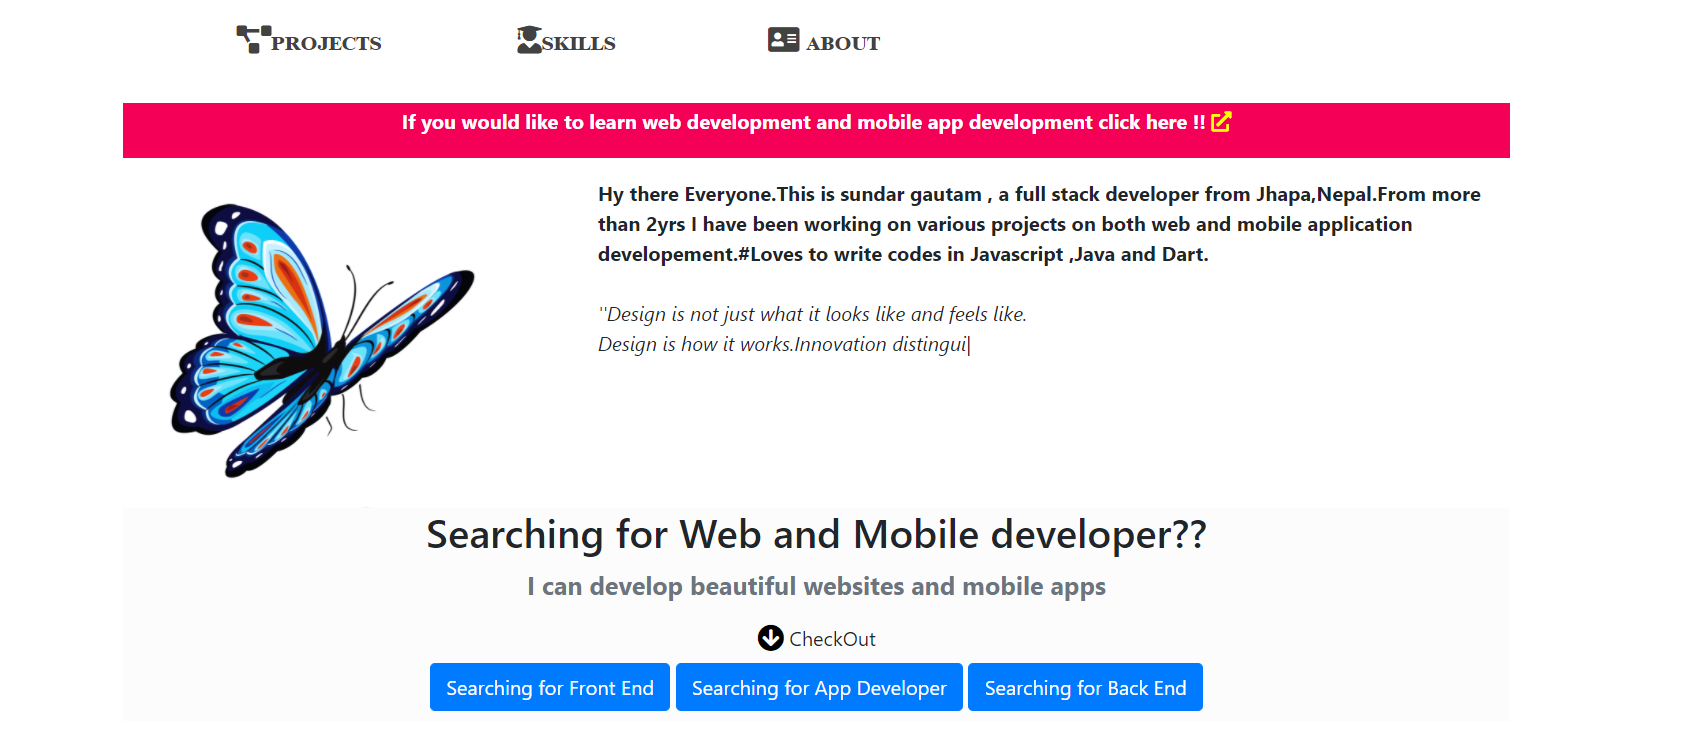 PROJECTS
SKILLS
ABOUT
If you would like to learn web development and mobile app development click here !!
Hy there Everyone.This is sundar gautam , a full stack developer from Jhapa,Nepal.From more
than 2yrs I have been working on various projects on both web and mobile application
developement.#Loves to write codes in Javascript ,Java and Dart.
"Design is not just what it looks like and feels like.
Design is how it works.Innovation distingui|
Searching for Web and Mobile developer??
I can develop beautiful websites and mobile apps
CheckOut
Searching for Front End
Searching for App Developer
Searching for Back End